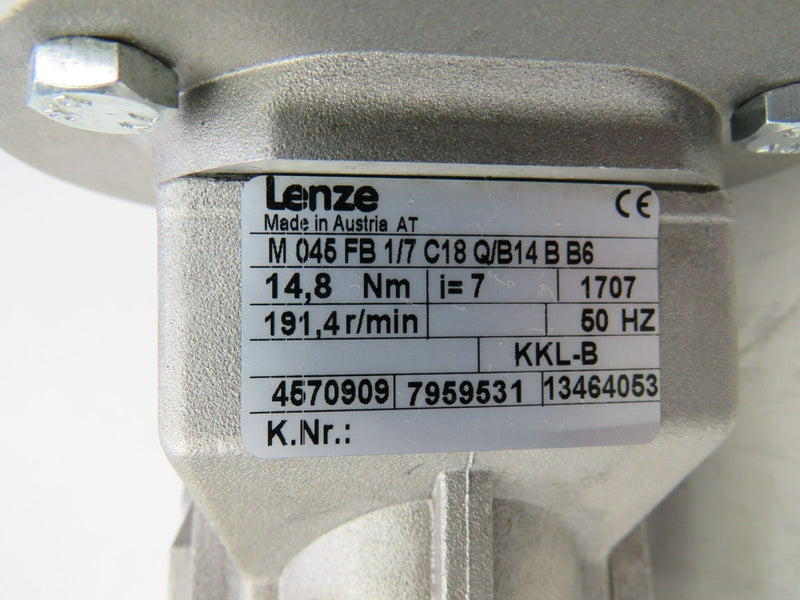 Lenze
CE
Made in Austria AT
M 045 FB 1/7 C18 Q/B14 B B6
14,8 Nm i= 7 1707
191,4 r/min 50 HZ
KKL-B
4570909 7959531 13464053
K.Nr.: